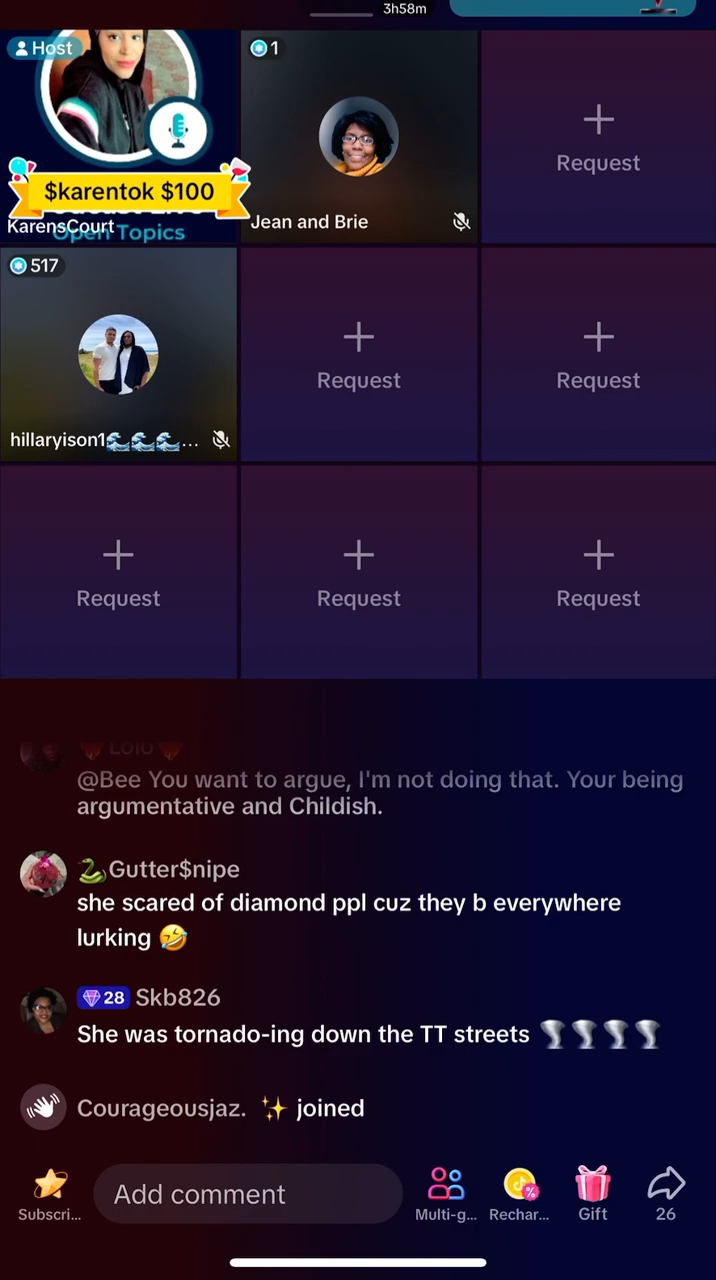 3h58m
Host
1
Request
$karentok $100
KarensCourt
Open Topics
Jean and Brie
517
Request
Request
hillaryison1🌊🌊🌊...
Request
Request
Request
❤️‍🔥Lolo❤️‍🔥
@Bee You want to argue, I'm not doing that. Your being
argumentative and Childish.
🐍Gutter$nipe
she scared of diamond ppl cuz they b everywhere
lurking 🤣
28 Skb826
She was tornado-ing down the TT streets 🌪️🌪️🌪️🌪️
Courageousjaz. ✨ joined
Add comment
Subscri...
Multi-g...
Rechar...
Gift
26